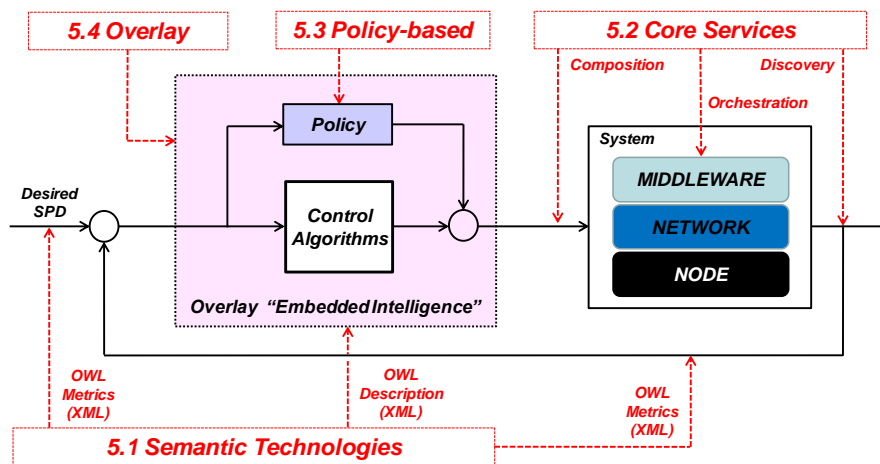 5.4 Overlay
5.3 Policy-based
5.2 Core Services
Composition
Discovery
Orchestration
Policy
System
MIDDLEWARE
Desired
SPD
Control
Algorithms
NETWORK
NODE
Overlay "Embedded Intelligence"
OWL
Metrics
(XML)
OWL
Description
(XML)
OWL
Metrics
(XML)
5.1 Semantic Technologies